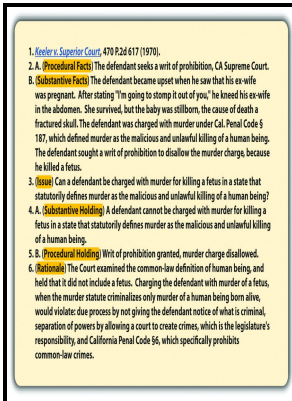 1. Keeler v. Superior Court, 470 P.2d 617 (1970).
2. A. (Procedural Facts) The defendant seeks a writ of prohibition, CA Supreme Court.
B. (Substantive Facts) The defendant became upset when he saw that his ex-wife
was pregnant. After stating "I'm going to stomp it out of you," he kneed his ex-wife
in the abdomen. She survived, but the baby was stillborn, the cause of death a
fractured skull. The defendant was charged with murder under Cal. Penal Code §
187, which defined murder as the malicious and unlawful killing of a human being.
The defendant sought a writ of prohibition to disallow the murder charge, because
he killed a fetus.
3. (Issue) Can a defendant be charged with murder for killing a fetus in a state that
statutorily defines murder as the malicious and unlawful killing of a human being?
4. A. (Substantive Holding) A defendant cannot be charged with murder for killing a
fetus in a state that statutorily defines murder as the malicious and unlawful killing
of a human being.
5. B. (Procedural Holding) Writ of prohibition granted, murder charge disallowed.
6. (Rationale) The Court examined the common-law definition of human being, and
held that it did not include a fetus. Charging the defendant with murder of a fetus,
when the murder statute criminalizes only murder of a human being born alive,
would violate: due process by not giving the defendant notice of what is criminal,
separation of powers by allowing a court to create crimes, which is the legislature's
responsibility, and California Penal Code §6, which specifically prohibits
common-law crimes.